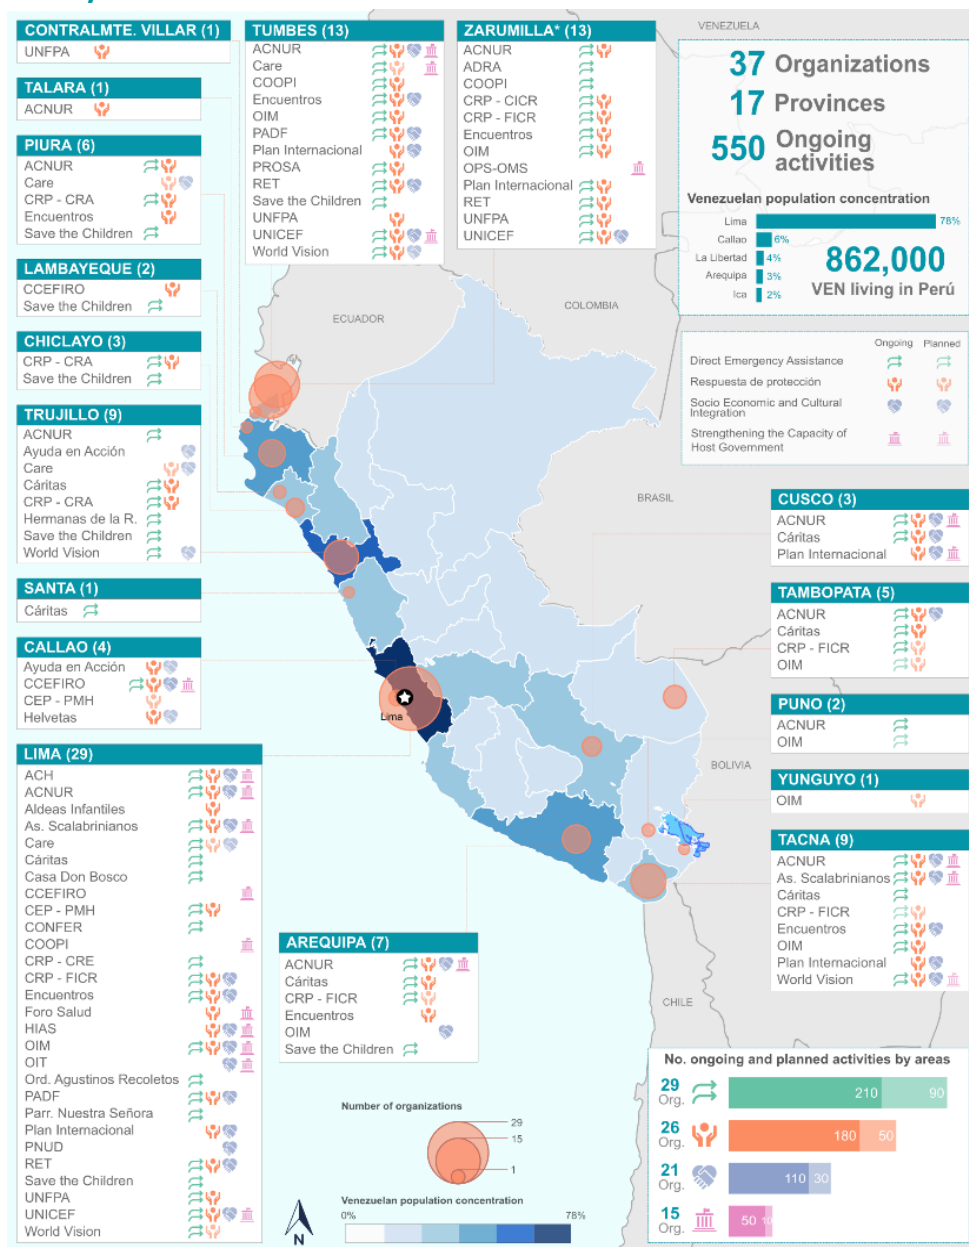 CONTRALMTE. VILLAR (1)
UNFPA
TALARA (1)
ACNUR
PIURA (6)
ACNUR
Care
CRP - CRA
Encuentros
Save the Children
LAMBAYEQUE (2)
CCEFIRO
Save the Children
CHICLAYO (3)
CRP - CRA
Save the Children
TRUJILLO (9)
ACNUR
Ayuda en Acción
Care
Cáritas
CRP - CRA
Hermanas de la R.
Save the Children
World Vision
SANTA (1)
Cáritas
CALLAO (4)
Ayuda en Acción
CCEFIRO
CEP - PMH
Helvetas
LIMA (29)
ACH
ACNUR
Aldeas Infantiles
As. Scalabrinianos
Care
Cáritas
Casa Don Bosco
CCEFIRO
CEP - PMH
CONFER
COOPI
CRP - CRE
CRP - FICR
Encuentros
Foro Salud
HIAS
OIM
OIT
Ord. Agustinos Recoletos
PADF
Parr. Nuestra Señora
Plan Internacional
PNUD
RET
Save the Children
UNFPA
UNICEF
World Vision
TUMBES (13)
ACNUR
Care
COOPI
Encuentros
OIM
PADF
Plan Internacional
PROSA
RET
Save the Children
UNFPA
UNICEF
World Vision
ZARUMILLA* (13)
ACNUR
ADRA
COOPI
CRP - CICR
CRP - FICR
Encuentros
OIM
OPS-OMS
Plan Internacional
RET
UNFPA
UNICEF
VENEZUELA
37 Organizations
17 Provinces
550 Ongoing activities
Venezuelan population concentration
Lima 78%
Callao 6%
La Libertad 4%
Arequipa 3%
Ica 2%
862,000
VEN living in Perú
Ongoing Planned
Direct Emergency Assistance
Respuesta de protección
Socio Economic and Cultural
Integration
Strengthening the Capacity of
Host Government
ECUADOR
COLOMBIA
BRASIL
BOLIVIA
CHILE
Lima
CUSCO (3)
ACNUR
Cáritas
Plan Internacional
TAMBOPATA (5)
ACNUR
Cáritas
CRP - FICR
OIM
PUNO (2)
ACNUR
OIM
YUNGUYO (1)
OIM
TACNA (9)
ACNUR
As. Scalabrinianos
Cáritas
CRP - FICR
Encuentros
OIM
Plan Internacional
World Vision
AREQUIPA (7)
ACNUR
Cáritas
CRP - FICR
Encuentros
OIM
Save the Children
Number of organizations
29
15
1
Venezuelan population concentration
0% 78%
N
No. ongoing and planned activities by areas
29 Org. 210 90
26 Org. 180 50
21 Org. 110 30
15 Org. 50 10